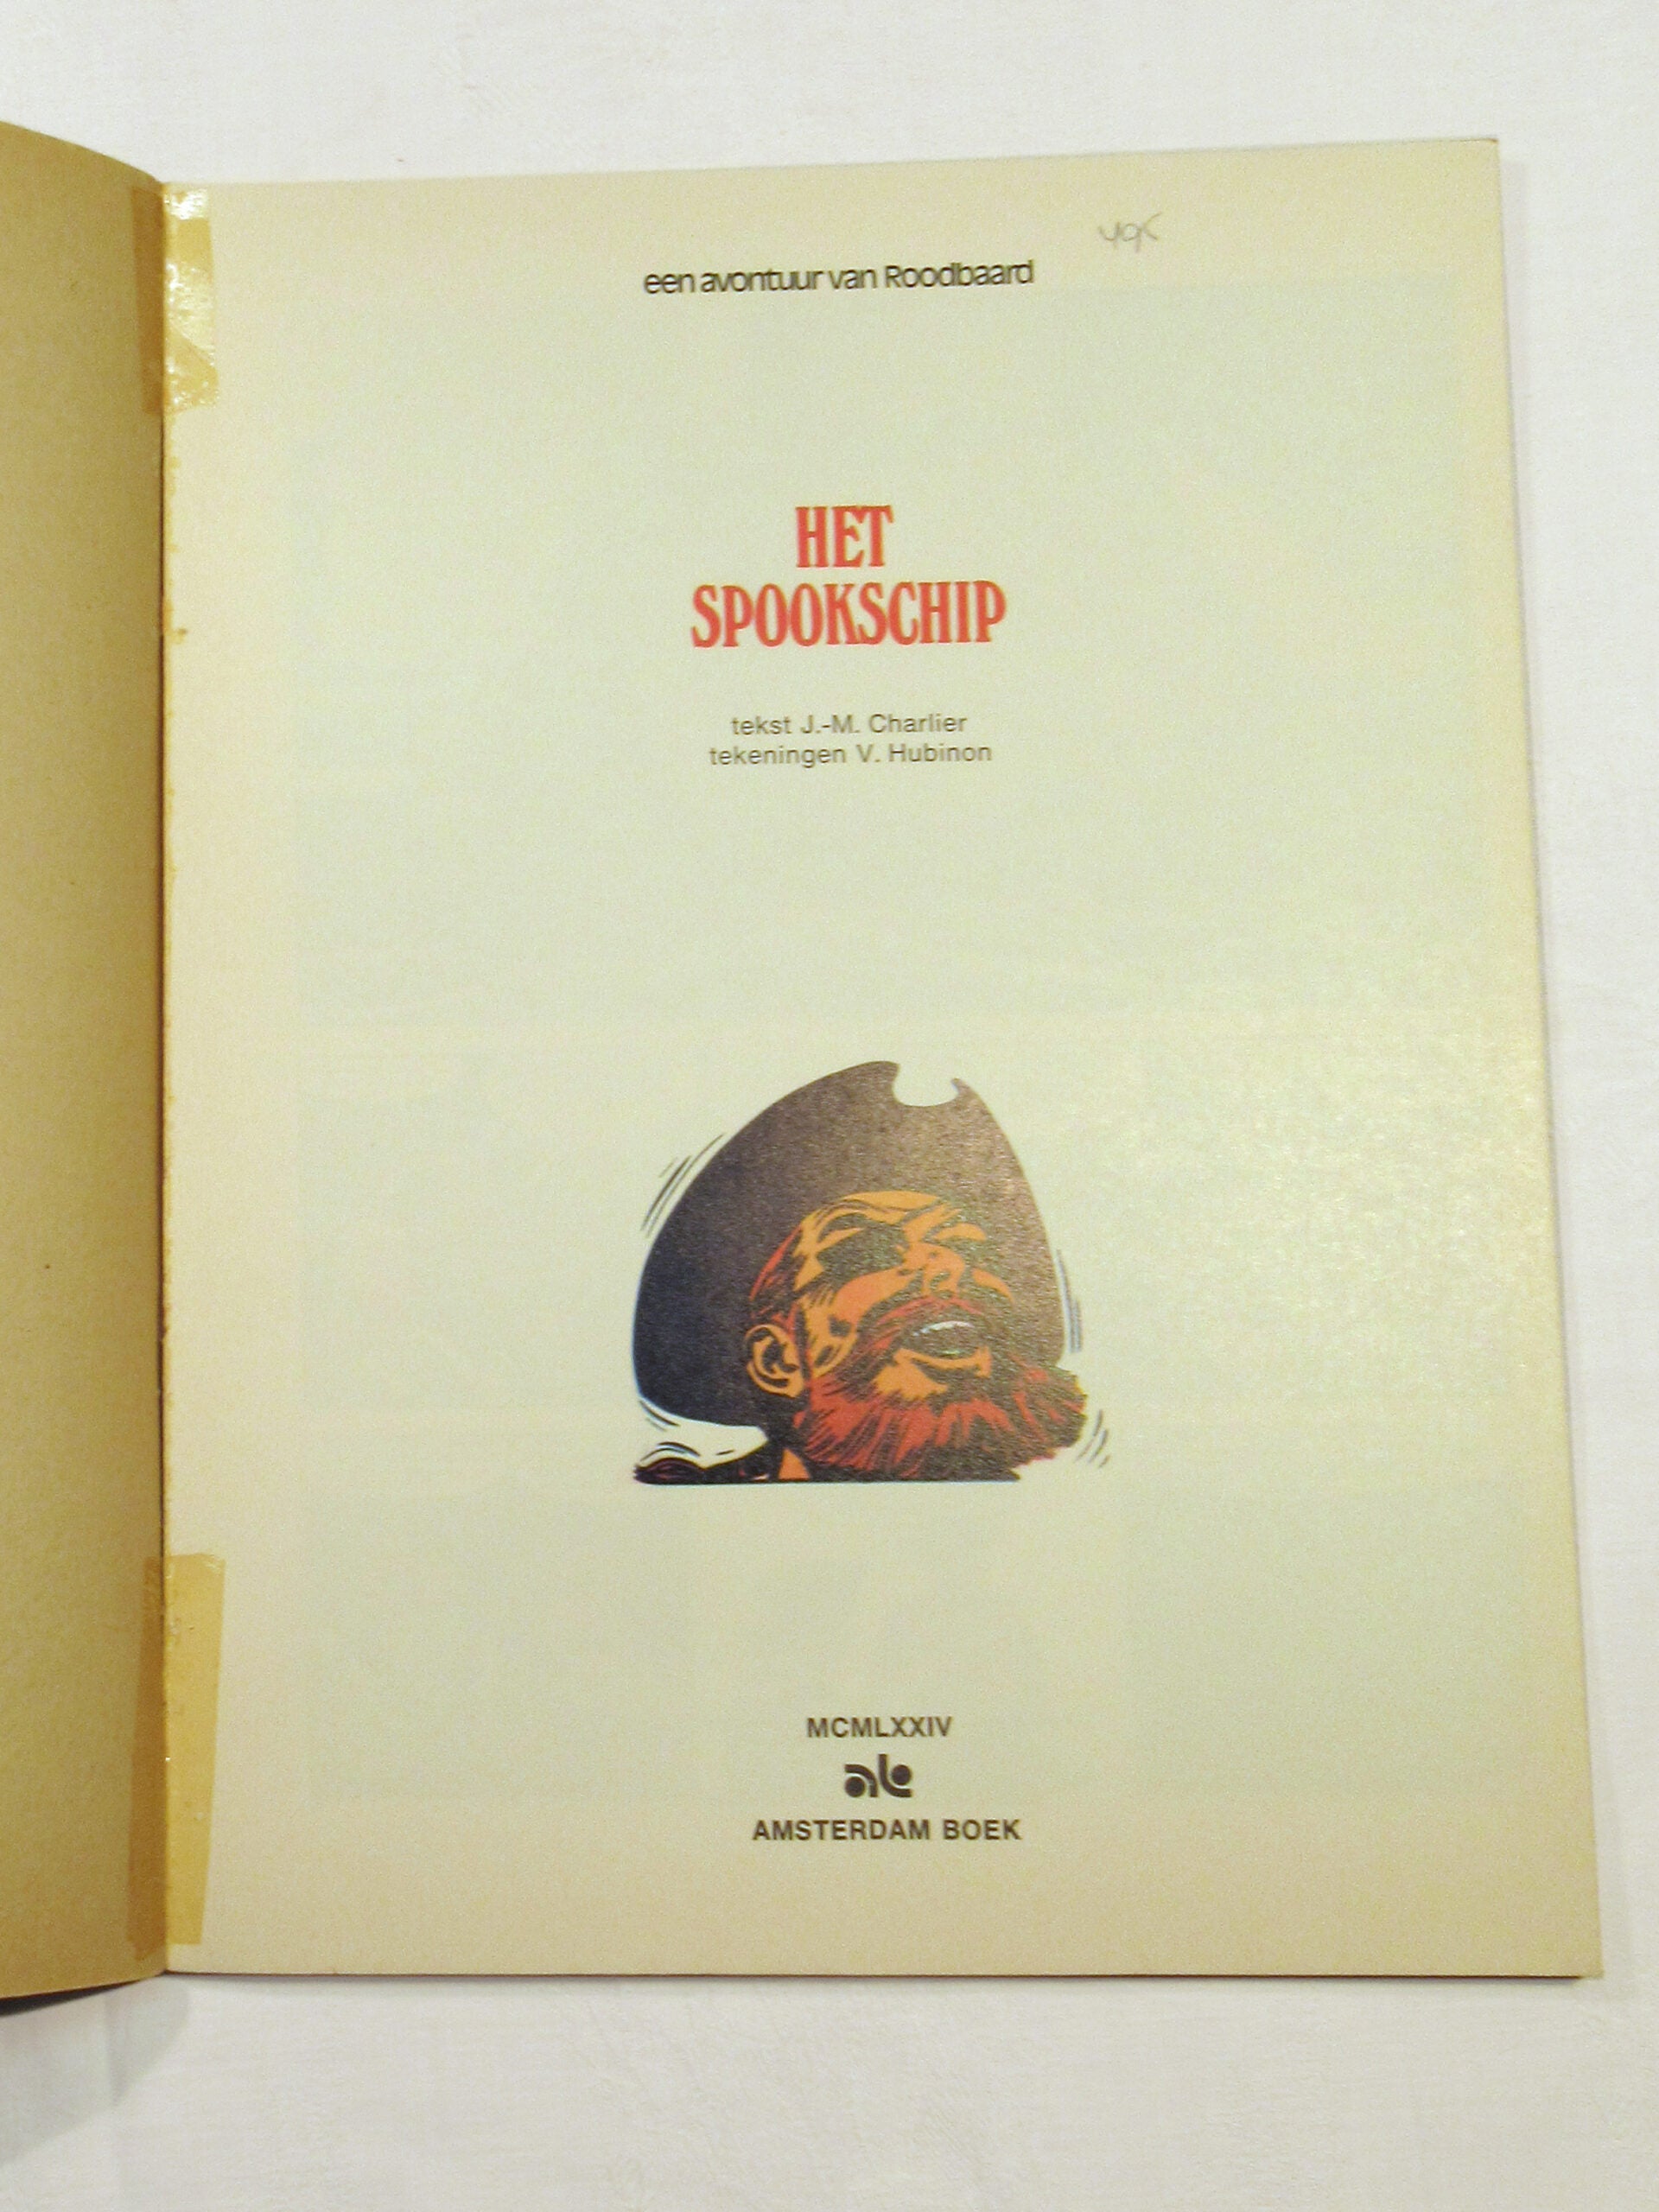 een avontuur van Roodbaard
HET
SPOOKSCHIP
tekst J.-M. Charlier
tekeningen V. Hubinon
MCMLXXIV
AMSTERDAM BOEK